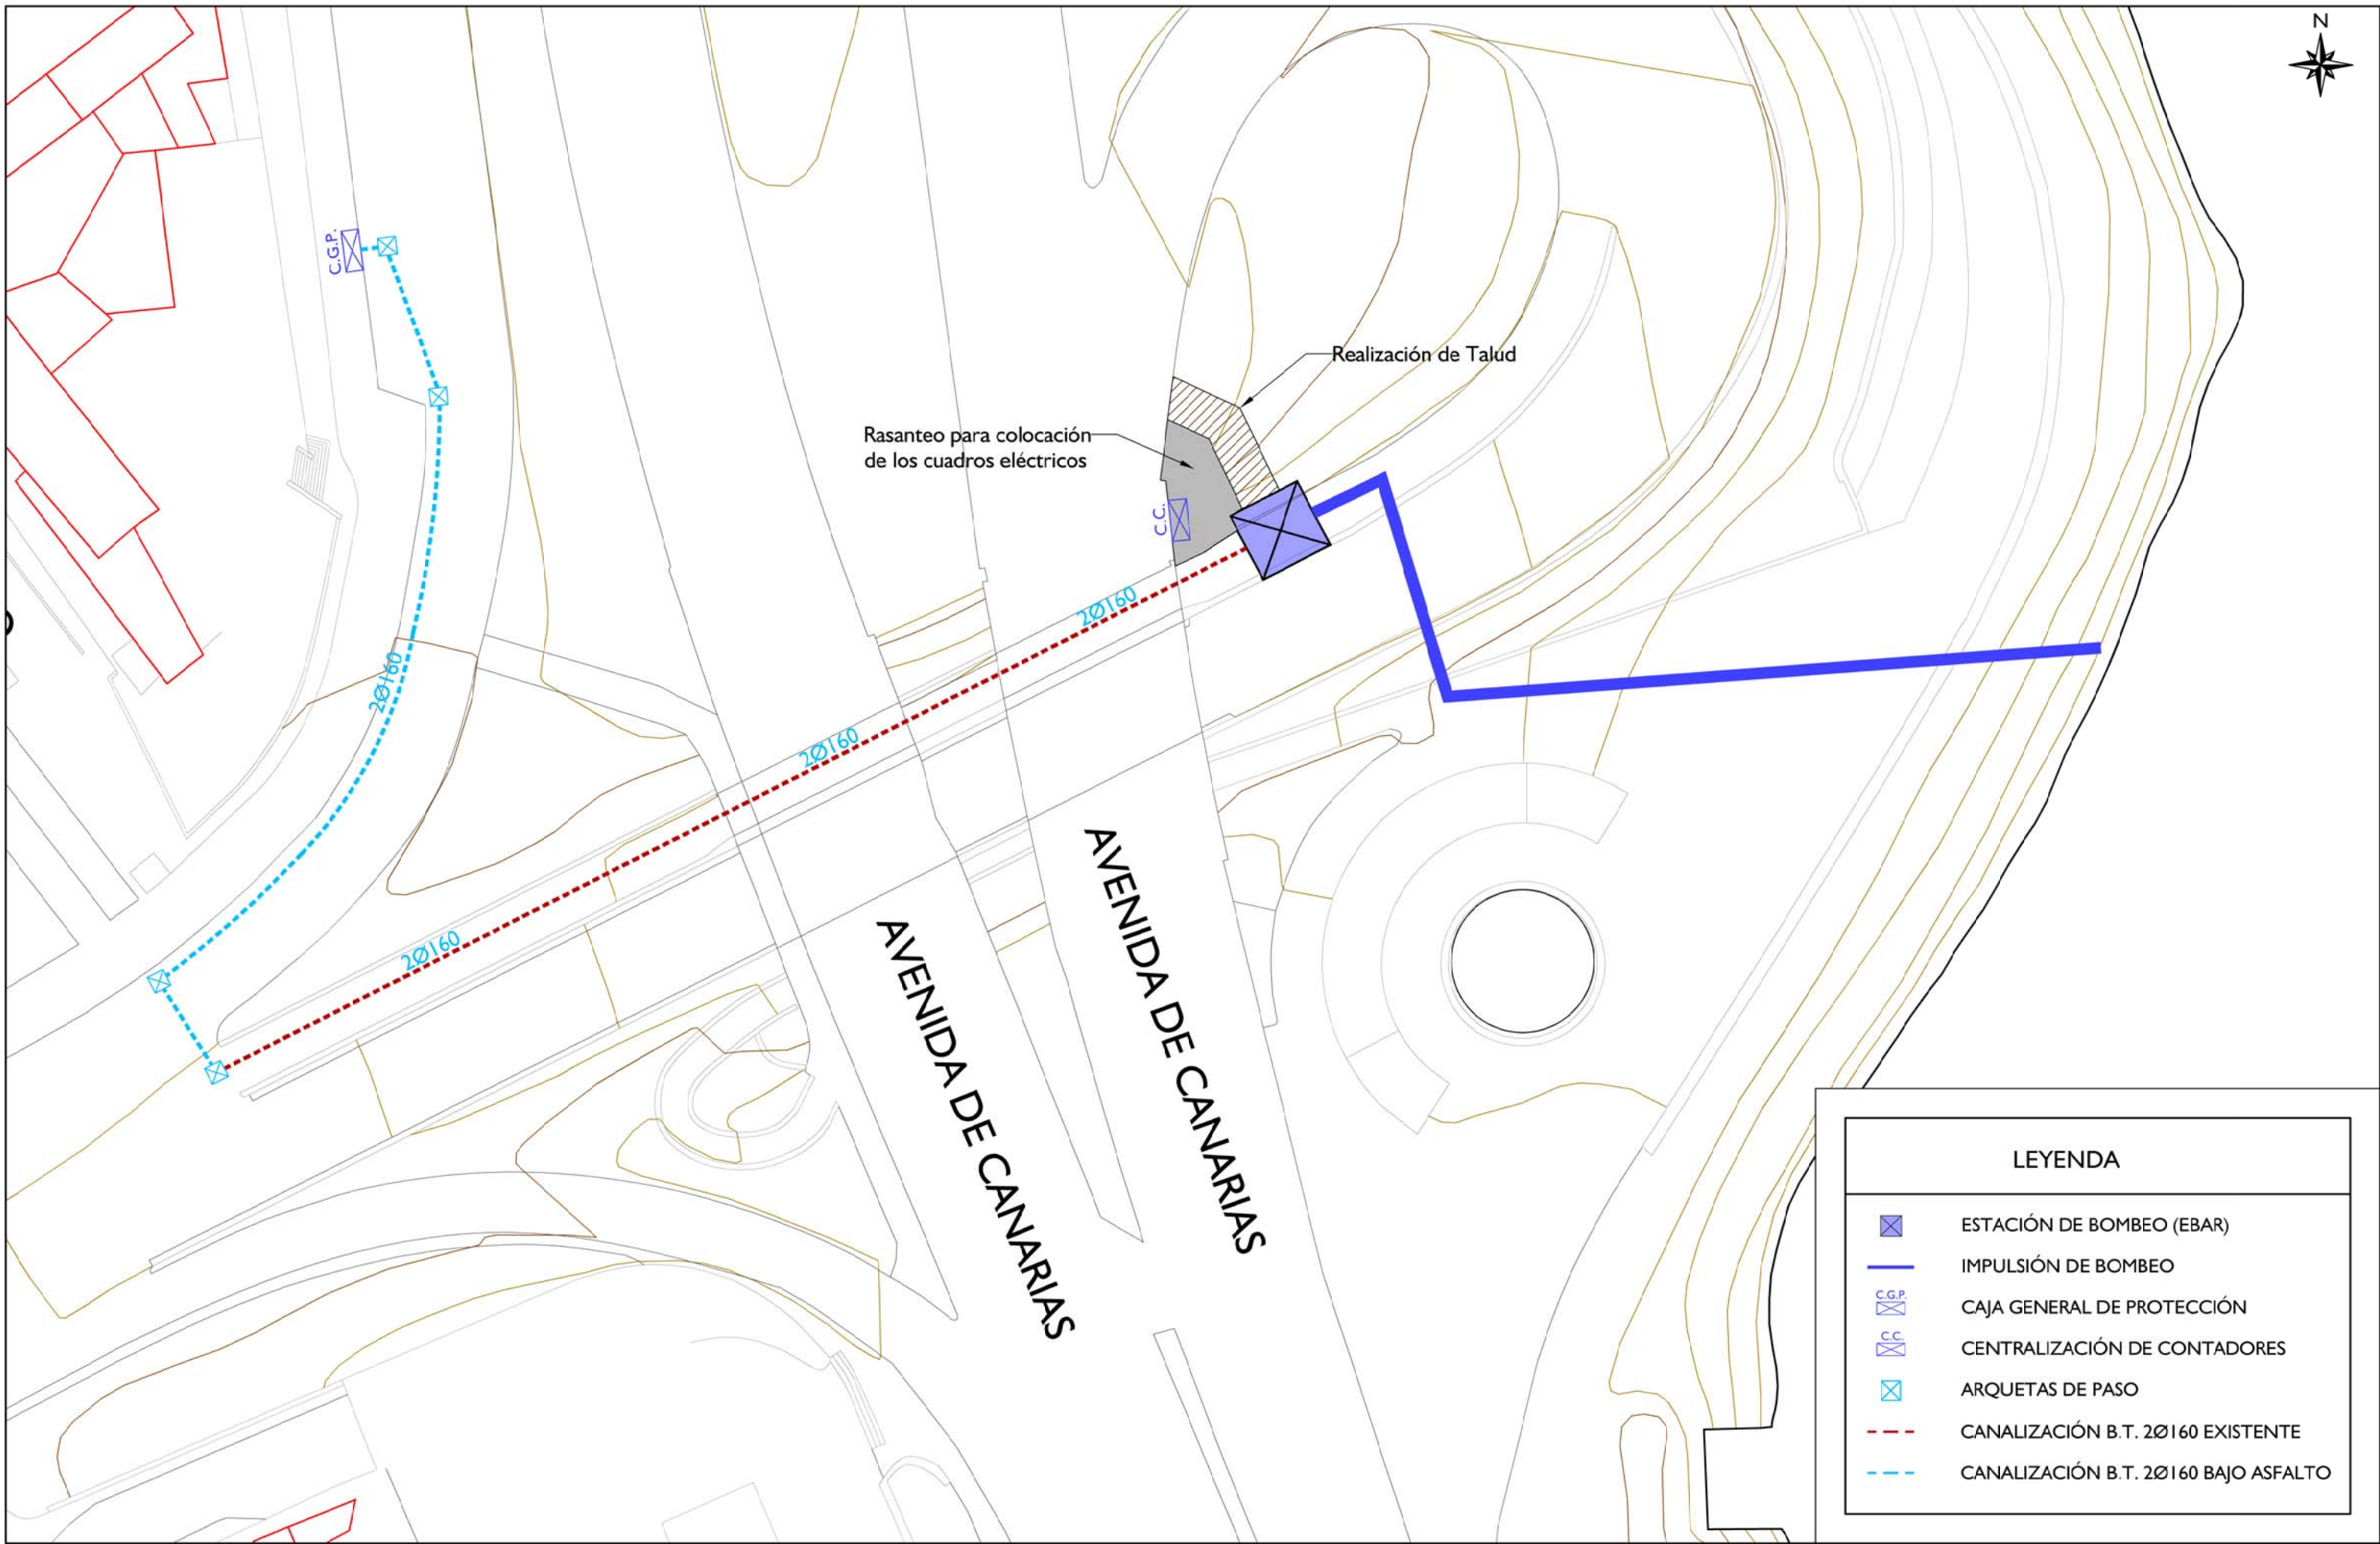 N
C.G.P.
Realización de Talud
Rasanteo para colocación
de los cuadros eléctricos
C.C.
2Ø160
2Ø160
2Ø160
2Ø160
AVENIDA DE CANARIAS
AVENIDA DE CANARIAS
LEYENDA
ESTACIÓN DE BOMBEO (EBAR)
IMPULSIÓN DE BOMBEO
C.G.P.
CAJA GENERAL DE PROTECCIÓN
C.C.
CENTRALIZACIÓN DE CONTADORES
ARQUETAS DE PASO
CANALIZACIÓN B.T. 2Ø160 EXISTENTE
CANALIZACIÓN B.T. 2Ø160 BAJO ASFALTO